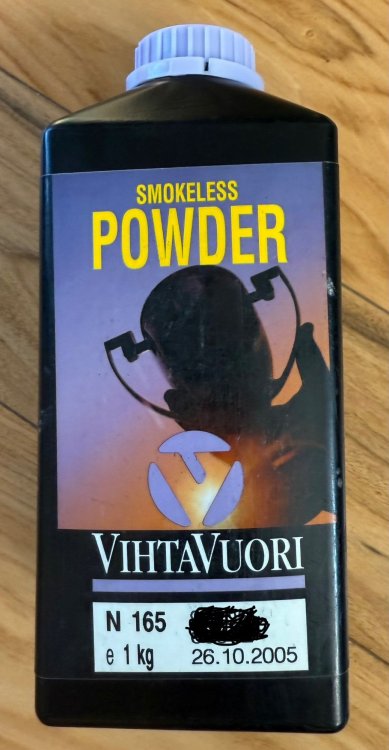 SMOKELESS
POWDER
VIHTAVUORI
N 165
e 1 kg 26.10.2005